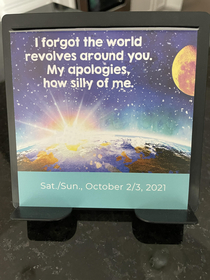 I forgot the world
revolves around you.
My apologies,
how silly of me.
Sat./Sun., October 2/3, 2021